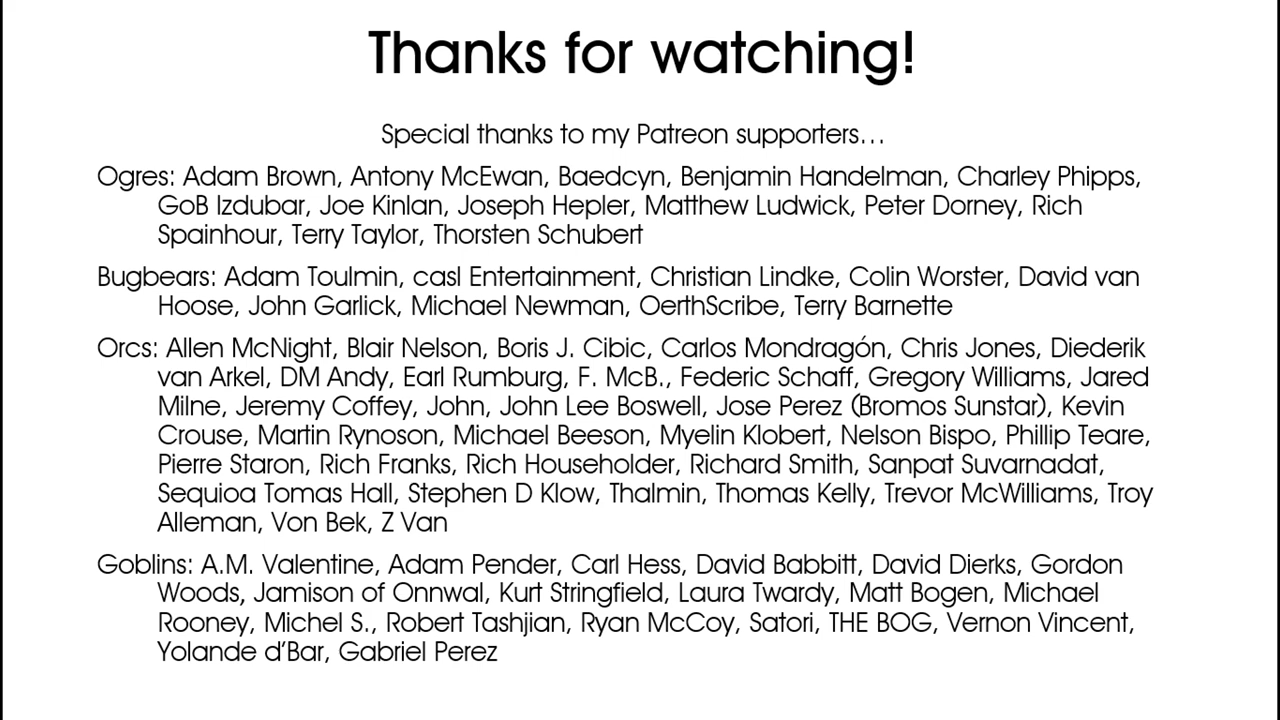 Thanks for watching!
Special thanks to my Patreon supporters…
Ogres: Adam Brown, Antony McEwan, Baedcyn, Benjamin Handelman, Charley Phipps,
GoB Izdubar, Joe Kinlan, Joseph Hepler, Matthew Ludwick, Peter Dorney, Rich
Spainhour, Terry Taylor, Thorsten Schubert
Bugbears: Adam Toulmin, casl Entertainment, Christian Lindke, Colin Worster, David van
Hoose, John Garlick, Michael Newman, OerthScribe, Terry Barnette
Orcs: Allen McNight, Blair Nelson, Boris J. Cibic, Carlos Mondragón, Chris Jones, Diederik
van Arkel, DM Andy, Earl Rumburg, F. McB., Federic Schaff, Gregory Williams, Jared
Milne, Jeremy Coffey, John, John Lee Boswell, Jose Perez (Bromos Sunstar), Kevin
Crouse, Martin Rynoson, Michael Beeson, Myelin Klobert, Nelson Bispo, Phillip Teare,
Pierre Staron, Rich Franks, Rich Householder, Richard Smith, Sanpat Suvarnadat,
Sequioa Tomas Hall, Stephen D Klow, Thalmin, Thomas Kelly, Trevor McWilliams, Troy
Alleman, Von Bek, Z Van
Goblins: A.M. Valentine, Adam Pender, Carl Hess, David Babbitt, David Dierks, Gordon
Woods, Jamison of Onnwal, Kurt Stringfield, Laura Twardy, Matt Bogen, Michael
Rooney, Michel S., Robert Tashjian, Ryan McCoy, Satori, THE BOG, Vernon Vincent,
Yolande d’Bar, Gabriel Perez